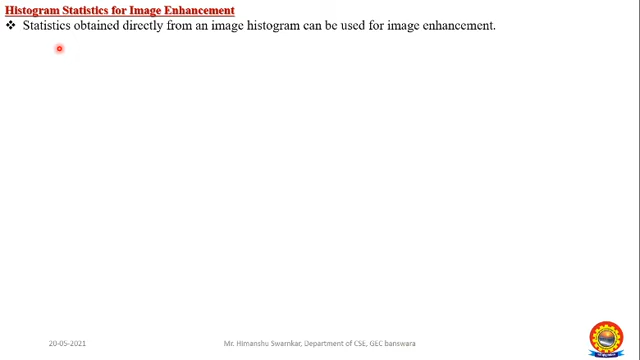 Histogram Statistics for Image Enhancement
❖ Statistics obtained directly from an image histogram can be used for image enhancement.
20-05-2021
Mr. Himanshu Swarnkar, Department of CSE, GEC banswara